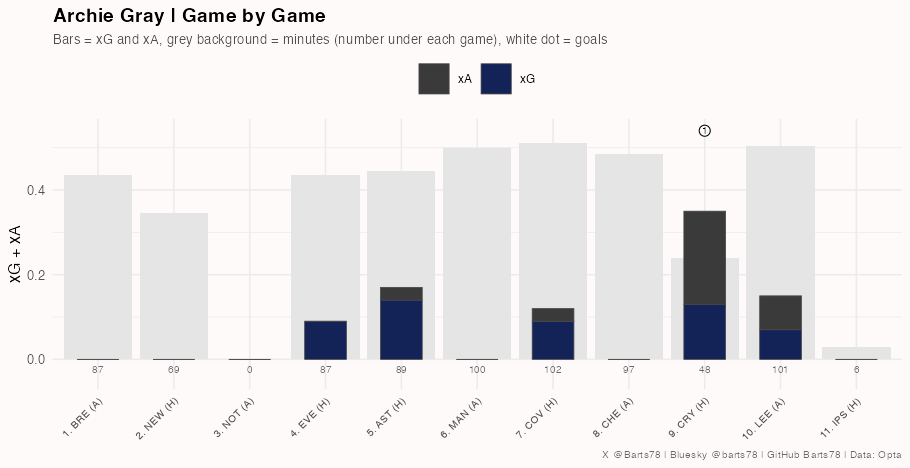 Archie Gray | Game by Game
Bars = xG and xA, grey background = minutes (number under each game), white dot = goals
xA xG
1
xG + xA
0.4
0.2
0.0
87 69 0 87 89 100 102 97 48 101 6
1. BRE (A) 2. NEW (H) 3. NOT (A) 4. EVE (H) 5. AST (H) 6. MAN (A) 7. COV (H) 8. CHE (A) 9. CRY (H) 10. LEE (A) 11. IPS (H)
X @Barts78 | Bluesky @barts78 | GitHub Barts78 | Data: Opta